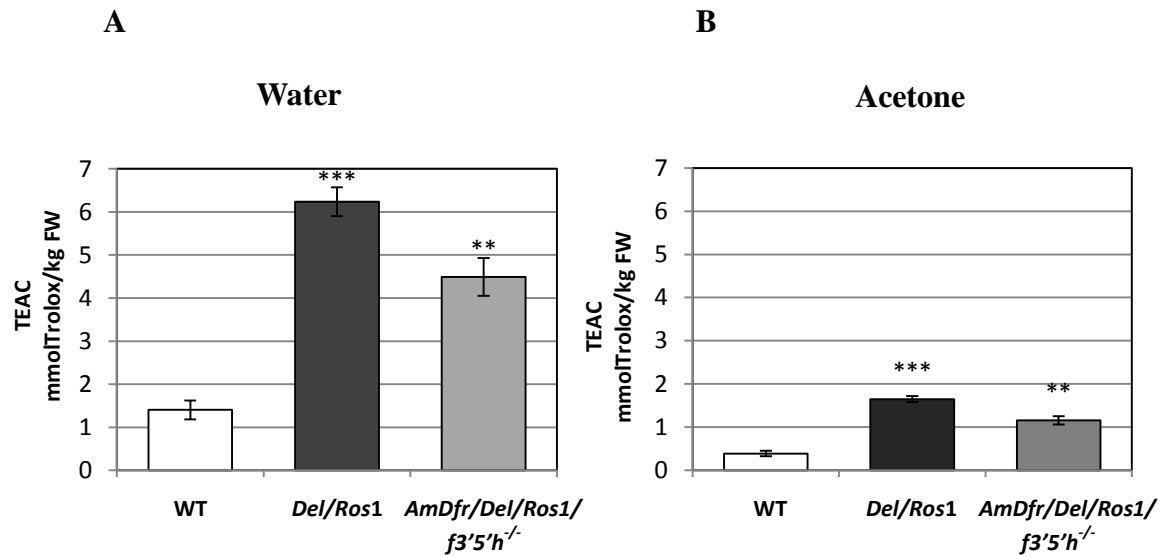 A
Water
TEAC
mmolTrolox/kg FW
7
6
5
4
3
2
1
0
***
**
WT
Del/Ros1
AmDfr/Del/Ros1/
f3’5’h-/-
B
Acetone
TEAC
mmolTrolox/kg FW
7
6
5
4
3
2
1
0
***
**
WT
Del/Ros1
AmDfr/Del/Ros1/
f3’5’h-/-